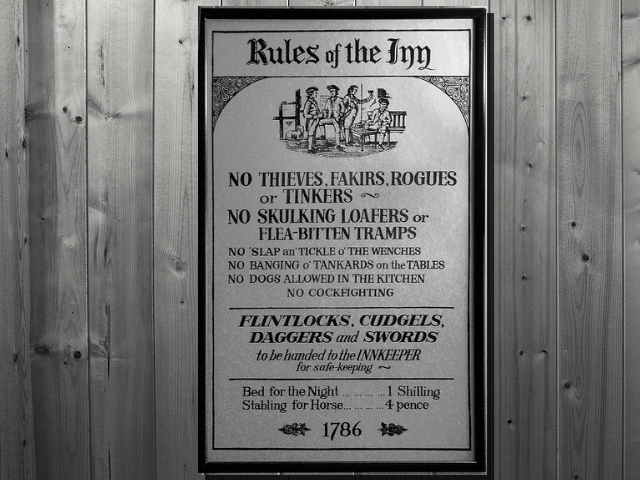 Rules of the Inn
NO THIEVES, FAKIRS, ROGUES
or TINKERS
NO SKULKING LOAFERS or
FLEA-BITTEN TRAMPS
NO 'SLAP an' TICKLE o' THE WENCHES
NO BANGING o' TANKARDS on the TABLES
NO DOGS ALLOWED IN THE KITCHEN
NO COCKFIGHTING
FLINTLOCKS, CUDGELS,
DAGGERS and SWORDS
to be handed to the INNKEEPER
for safe-keeping
Bed for the Night ... ... ... 1 Shilling
Stabling for Horse... ... ... 4 pence
1786